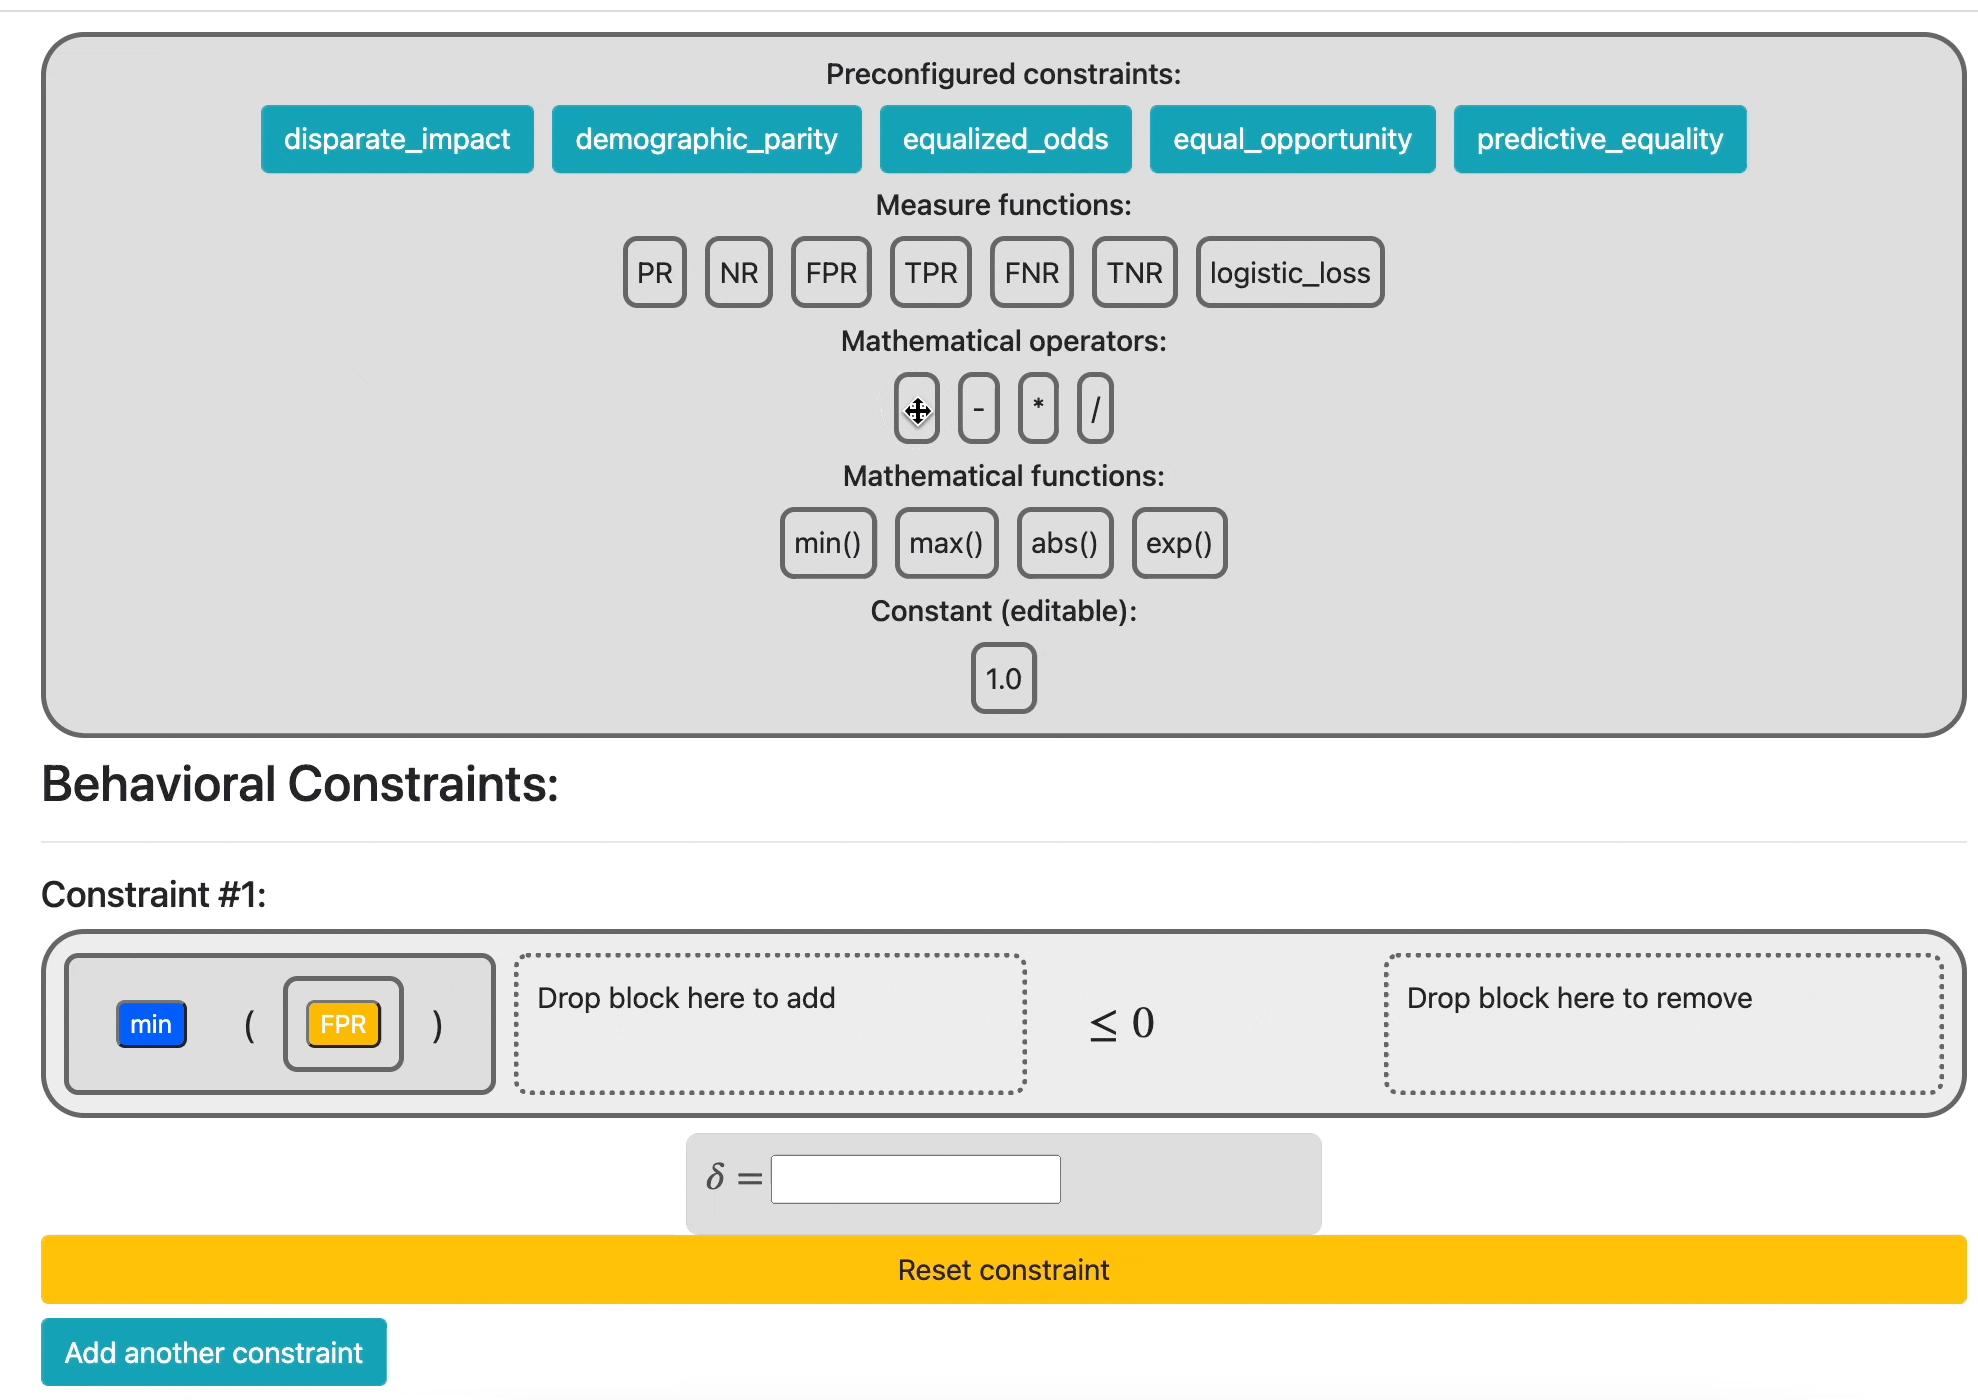 Preconfigured constraints:
disparate_impact demographic_parity equalized_odds equal_opportunity predictive_equality
Measure functions:
PR NR FPR TPR FNR TNR logistic_loss
Mathematical operators:
- * /
Mathematical functions:
min() max() abs() exp()
Constant (editable):
1.0
Behavioral Constraints:
Constraint #1:
min ( FPR ) Drop block here to add ≤ 0 Drop block here to remove
δ =
Reset constraint
Add another constraint